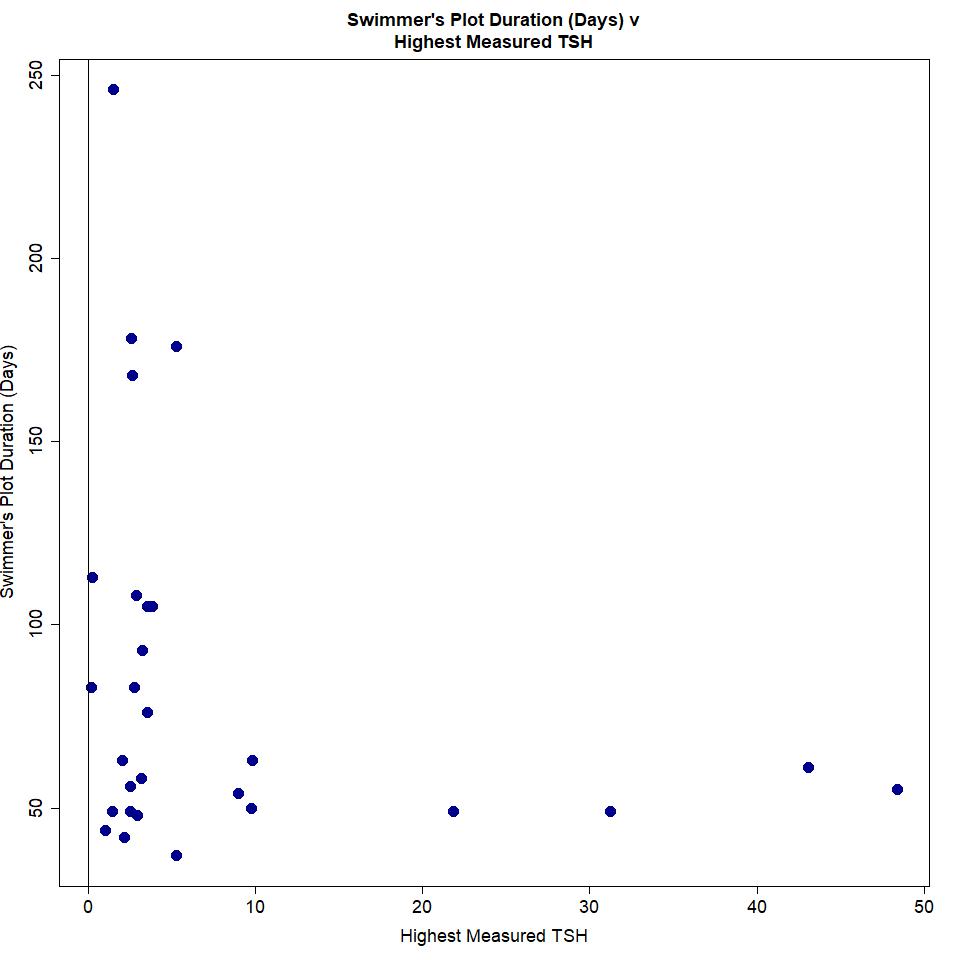 Swimmer's Plot Duration (Days) v
Highest Measured TSH
Swimmer's Plot Duration (Days)
250
200
150
100
50
0 10 20 30 40 50
Highest Measured TSH